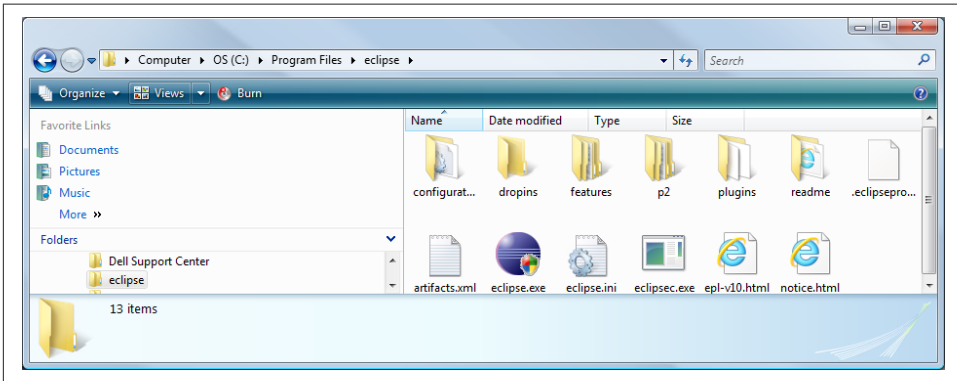 Computer ▸ OS (C:) ▸ Program Files ▸ eclipse ▸
Search
Organize Views Burn
Favorite Links
Documents
Pictures
Music
More »
Folders
Dell Support Center
eclipse
Name Date modified Type Size
configurat... dropins features p2 plugins readme .eclipsepro...
artifacts.xml eclipse.exe eclipse.ini eclipsec.exe epl-v10.html notice.html
13 items